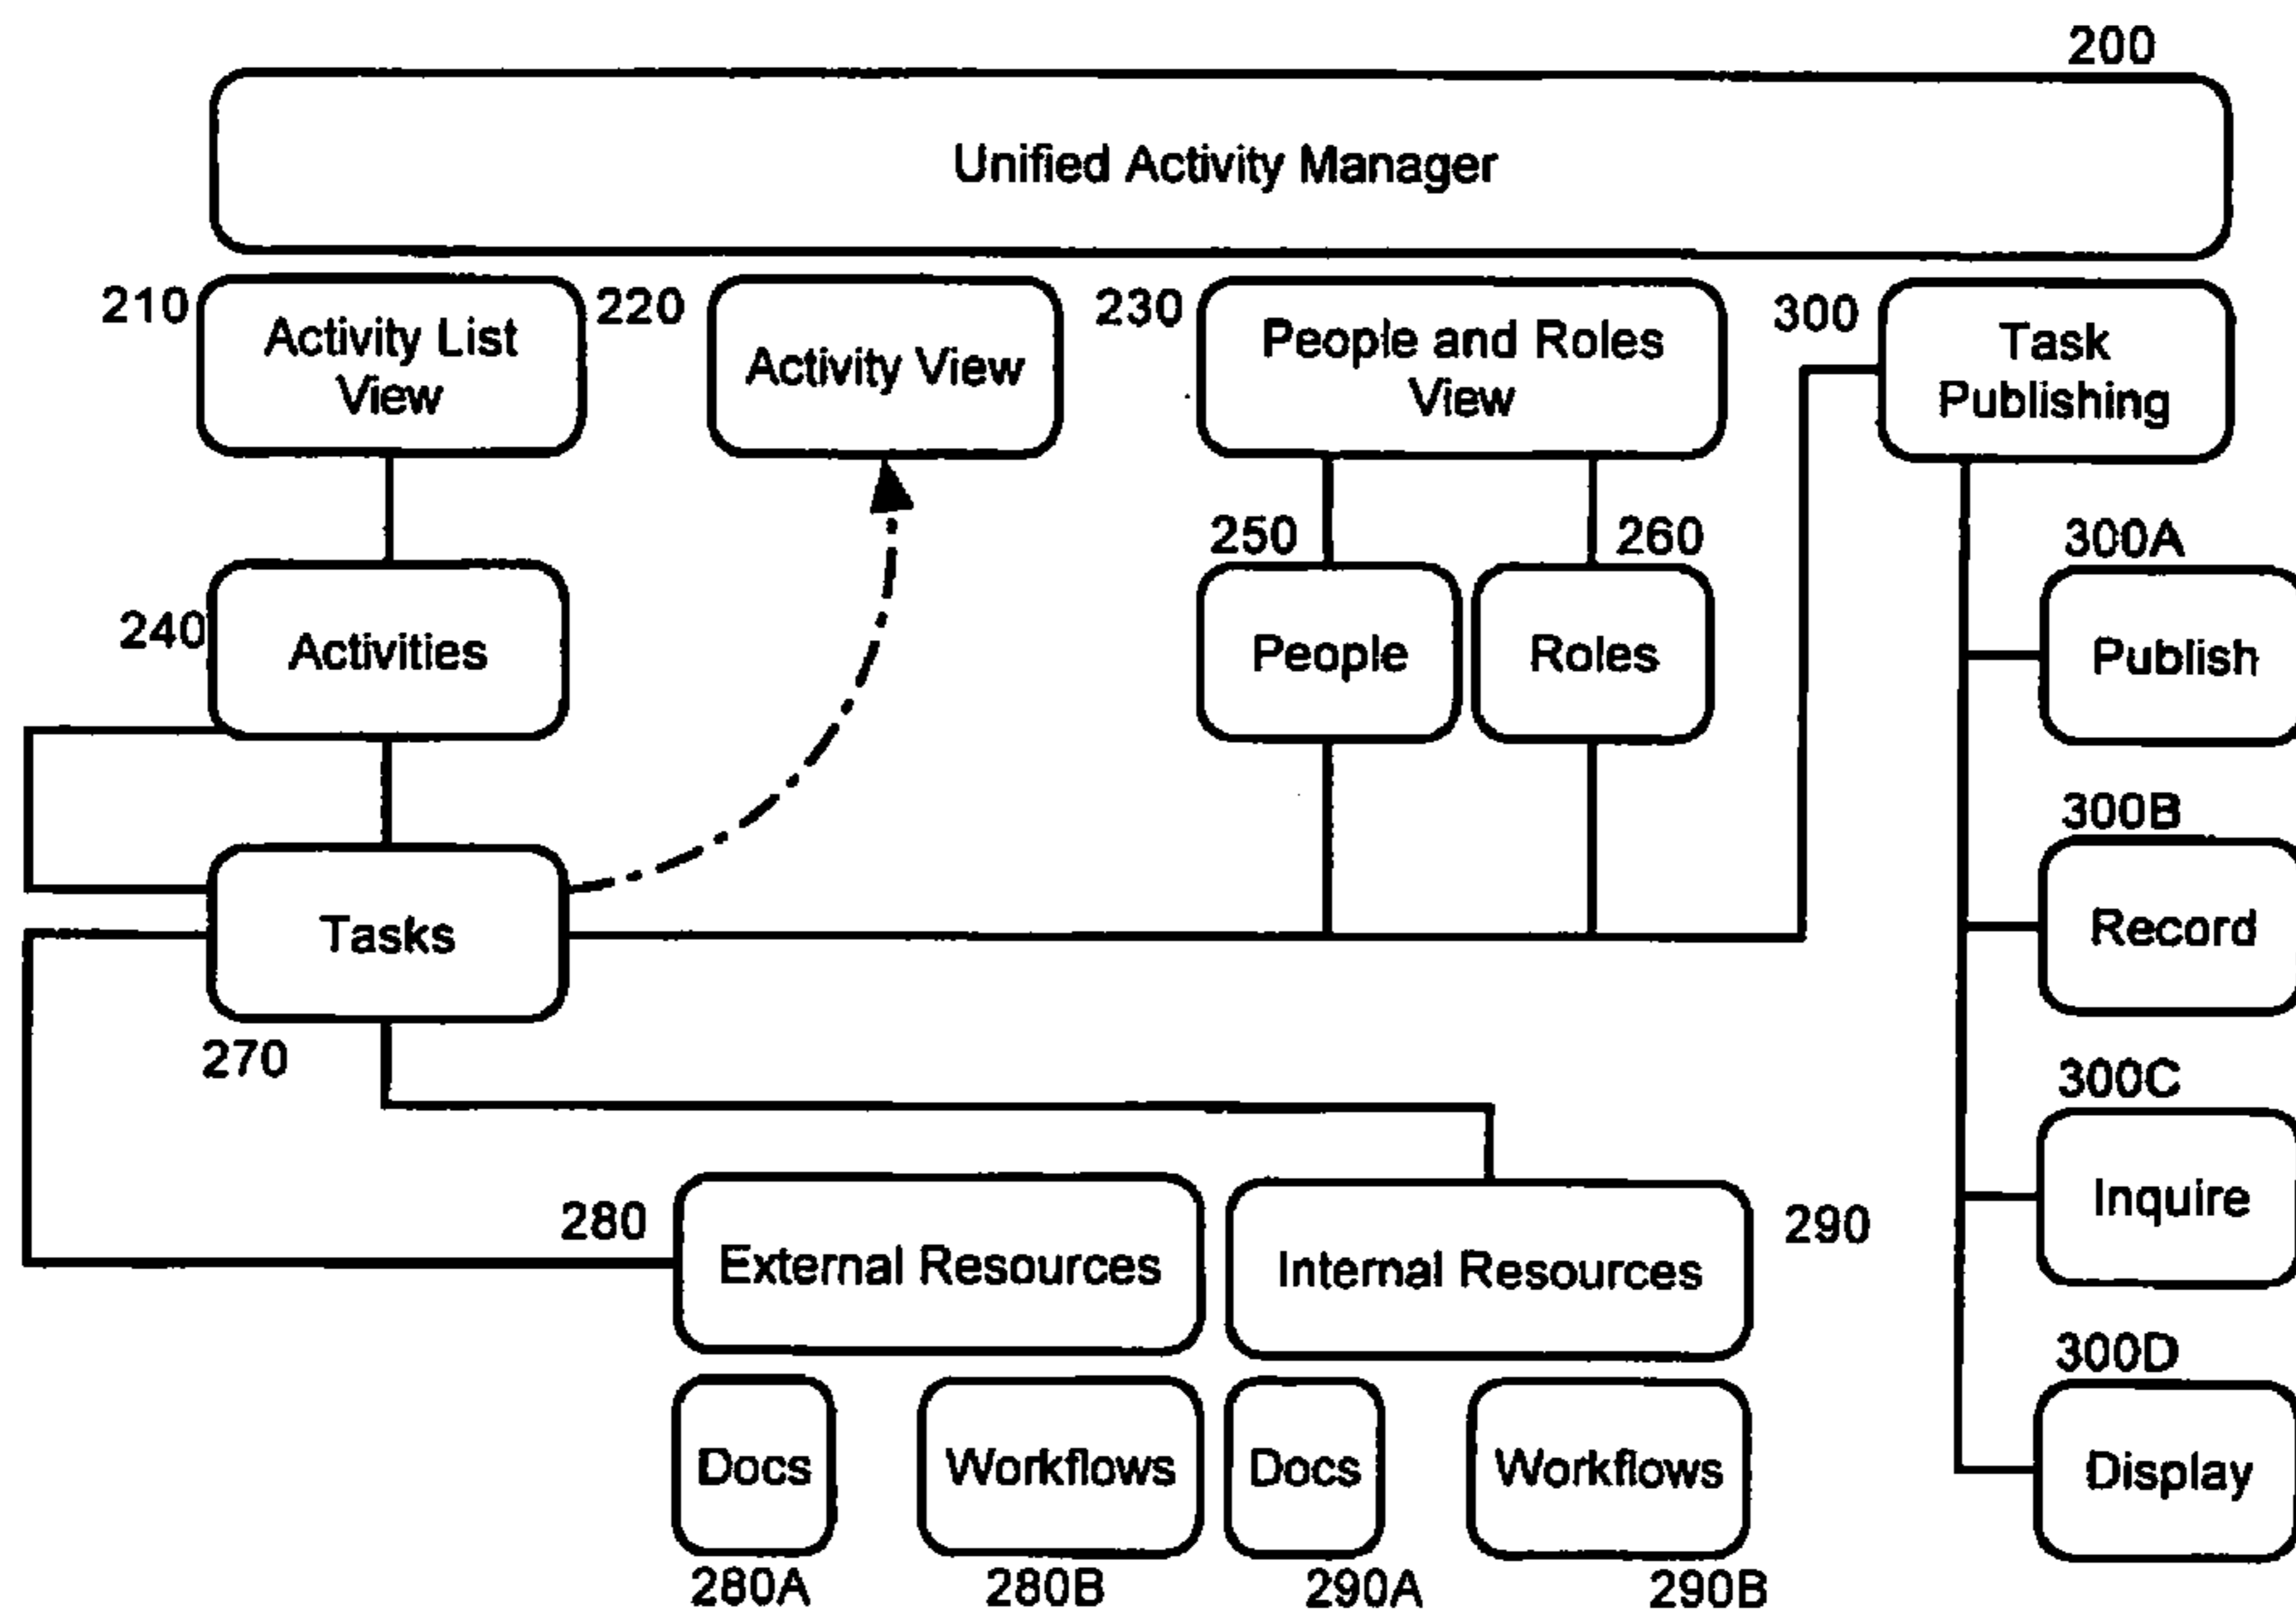 200
Unified Activity Manager
210
Activity List
View
220
Activity View
230
People and Roles
View
300
Task
Publishing
250
260
300A
240
Activities
People
Roles
Publish
300B
Tasks
Record
270
300C
280
External Resources
Internal Resources
290
Inquire
300D
Docs
Workflows
Docs
Workflows
Display
280A
280B
290A
290B